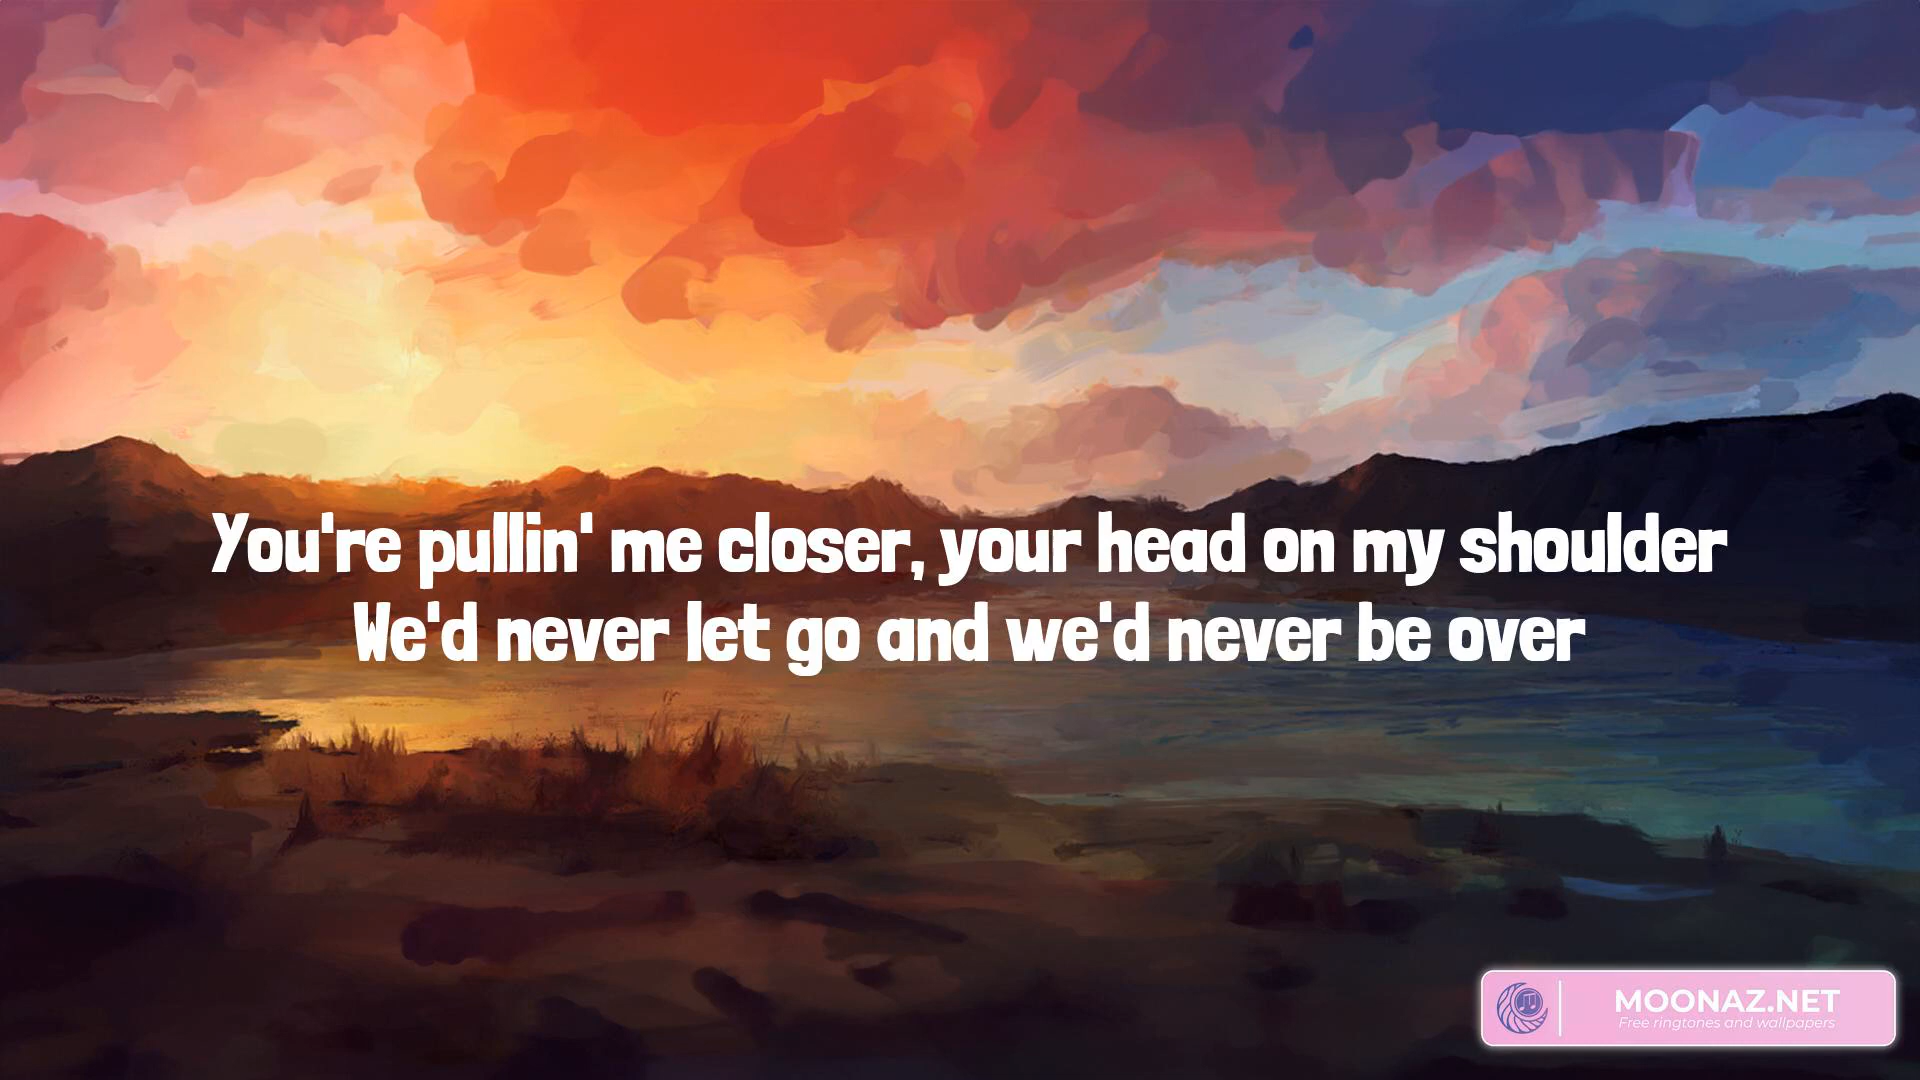 You're pullin' me closer, your head on my shoulder
We'd never let go and we'd never be over
MOONAZ.NET
Free ringtones and wallpapers